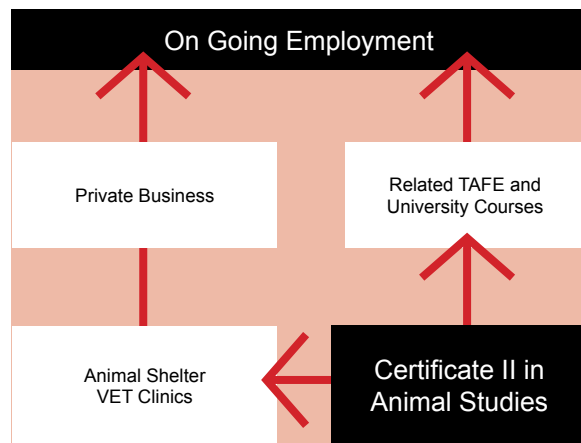 On Going Employment
Private Business
Related TAFE and
University Courses
Animal Shelter
VET Clinics
Certificate II in
Animal Studies